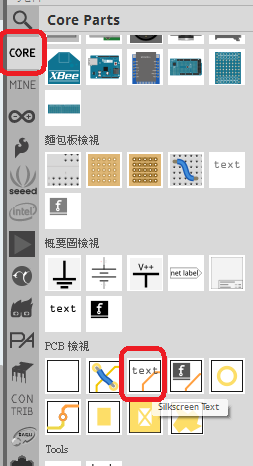 Core Parts
CORE
XBee
MINE
麵包板檢視
text
seeed
f
intel
概要圖檢視
V++
net label
text
f
PCB 檢視
text
f
PA
Silkscreen Text
CON
TRIB
Tools